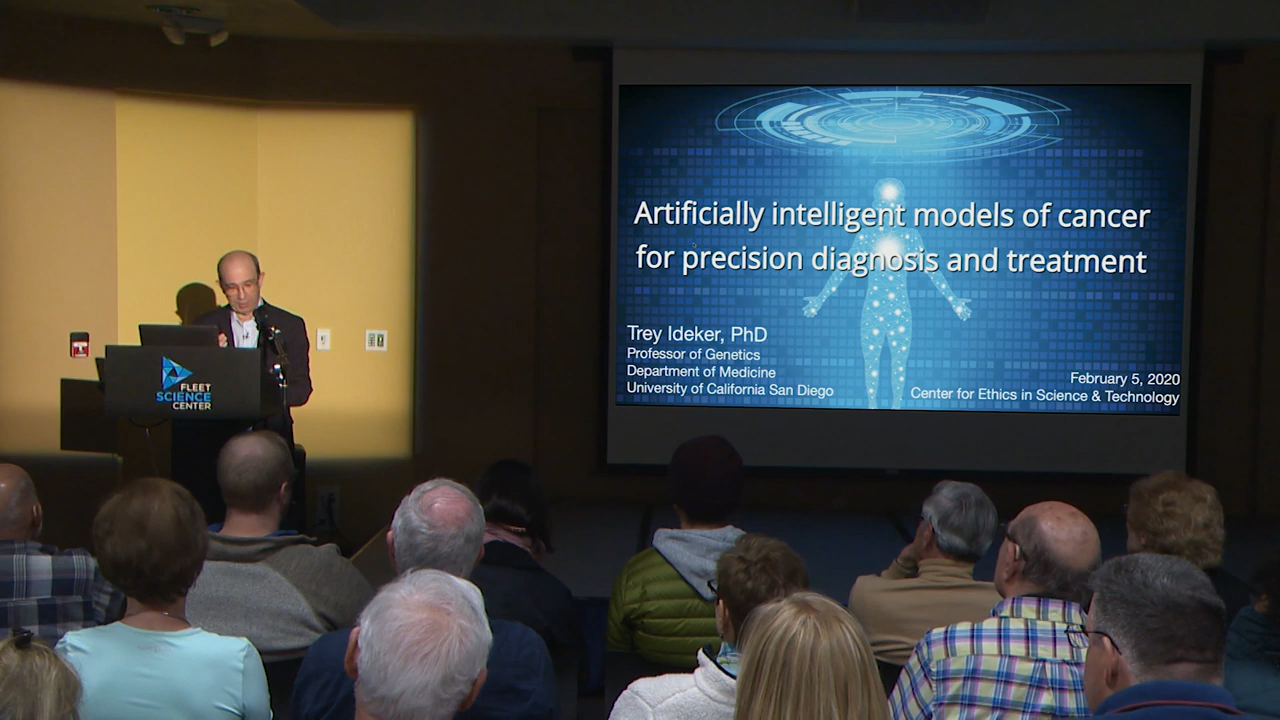 FLEET
SCIENCE
CENTER
Artificially intelligent models of cancer
for precision diagnosis and treatment
Trey Ideker, PhD
Professor of Genetics
Department of Medicine
University of California San Diego
February 5, 2020
Center for Ethics in Science & Technology